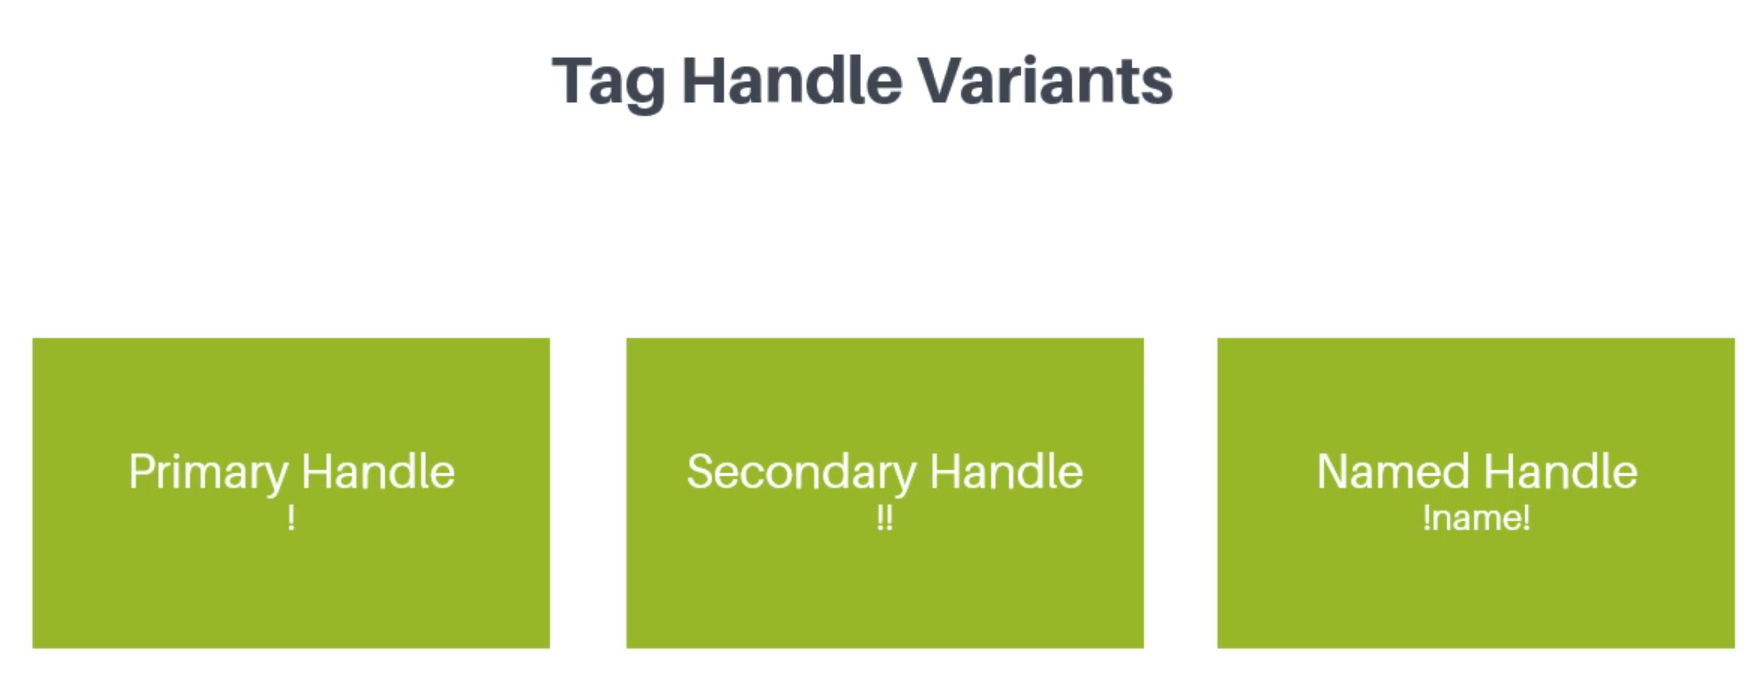 Tag Handle Variants
Primary Handle
!
Secondary Handle
!!
Named Handle
!name!